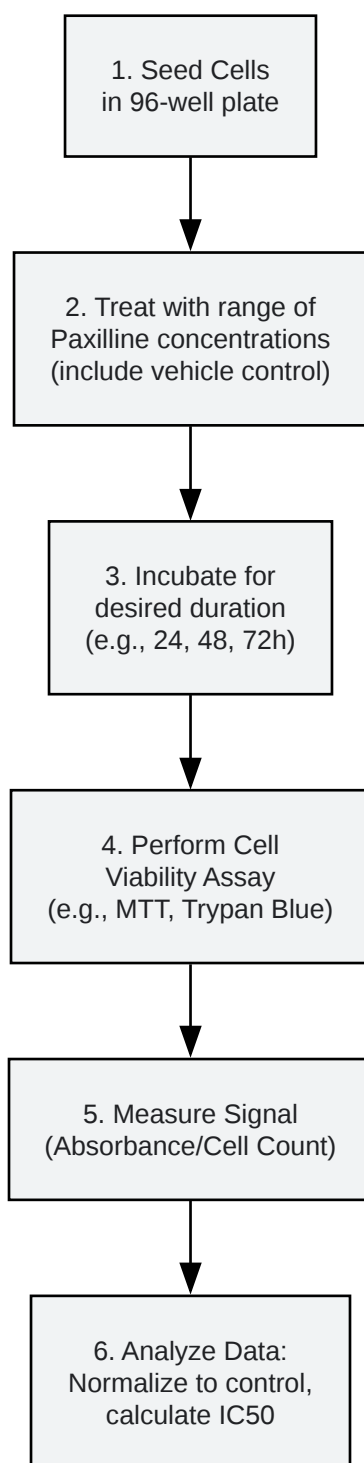 1. Seed Cells
in 96-well plate
2. Treat with range of
Paxilline concentrations
(include vehicle control)
3. Incubate for
desired duration
(e.g., 24, 48, 72h)
4. Perform Cell
Viability Assay
(e.g., MTT, Trypan Blue)
5. Measure Signal
(Absorbance/Cell Count)
6. Analyze Data:
Normalize to control,
calculate IC50